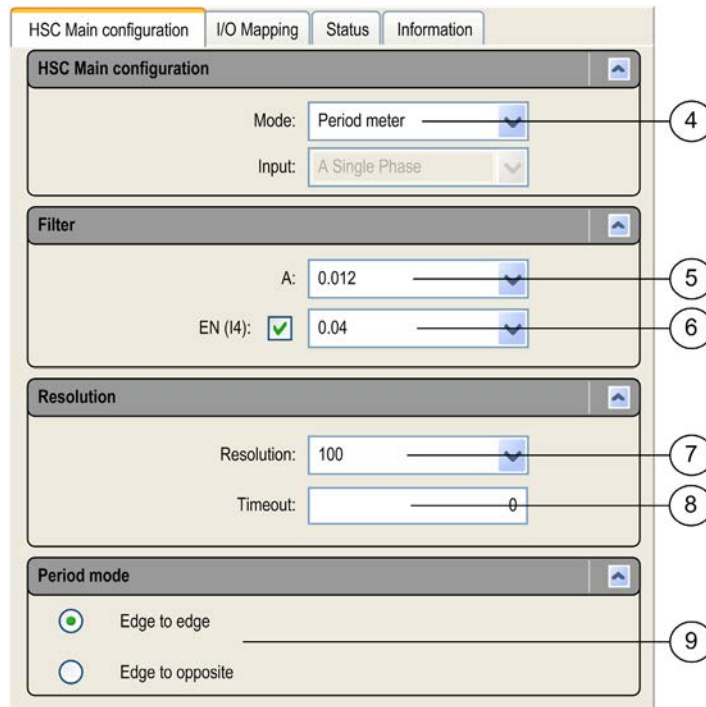 HSC Main configuration I/O Mapping Status Information
HSC Main configuration
Mode: Period meter 4
Input: A Single Phase
Filter
A: 0.012 5
EN (I4): 0.04 6
Resolution
Resolution: 100 7
Timeout: 0 8
Period mode
Edge to edge
9
Edge to opposite